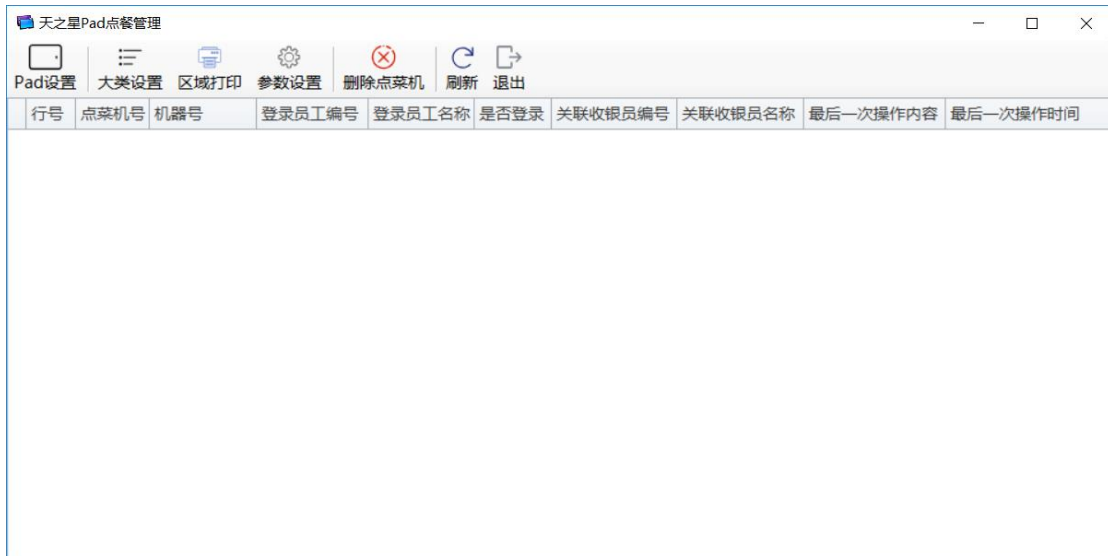 天之星Pad点餐管理
Pad设置 大类设置 区域打印 参数设置 删除点菜机 刷新 退出
行号 点菜机号 机器号 登录员工编号 登录员工名称 是否登录 关联收银员编号 关联收银员名称 最后一次操作内容 最后一次操作时间